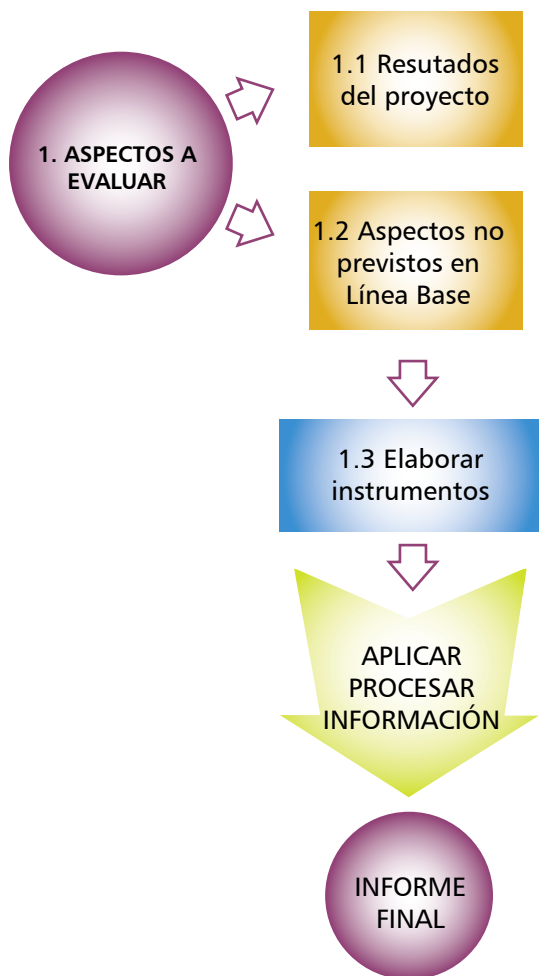 1. ASPECTOS A
EVALUAR
1.1 Resutados
del proyecto
1.2 Aspectos no
previstos en
Línea Base
1.3 Elaborar
instrumentos
APLICAR
PROCESAR
INFORMACIÓN
INFORME
FINAL